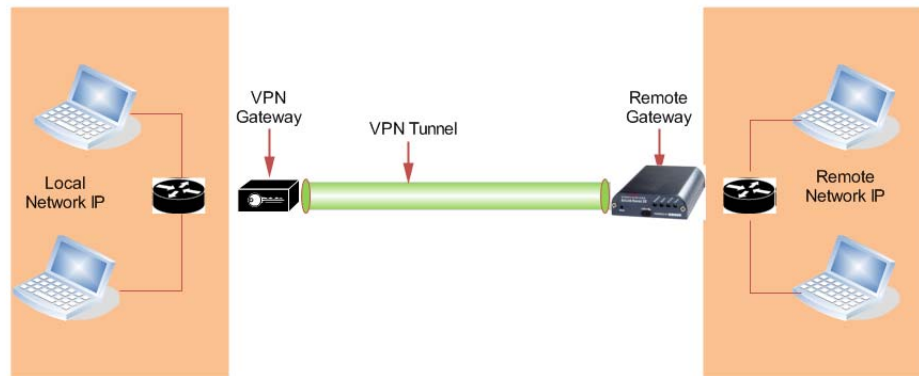 VPN
Gateway
VPN Tunnel
Remote
Gateway
Local
Network IP
Remote
Network IP